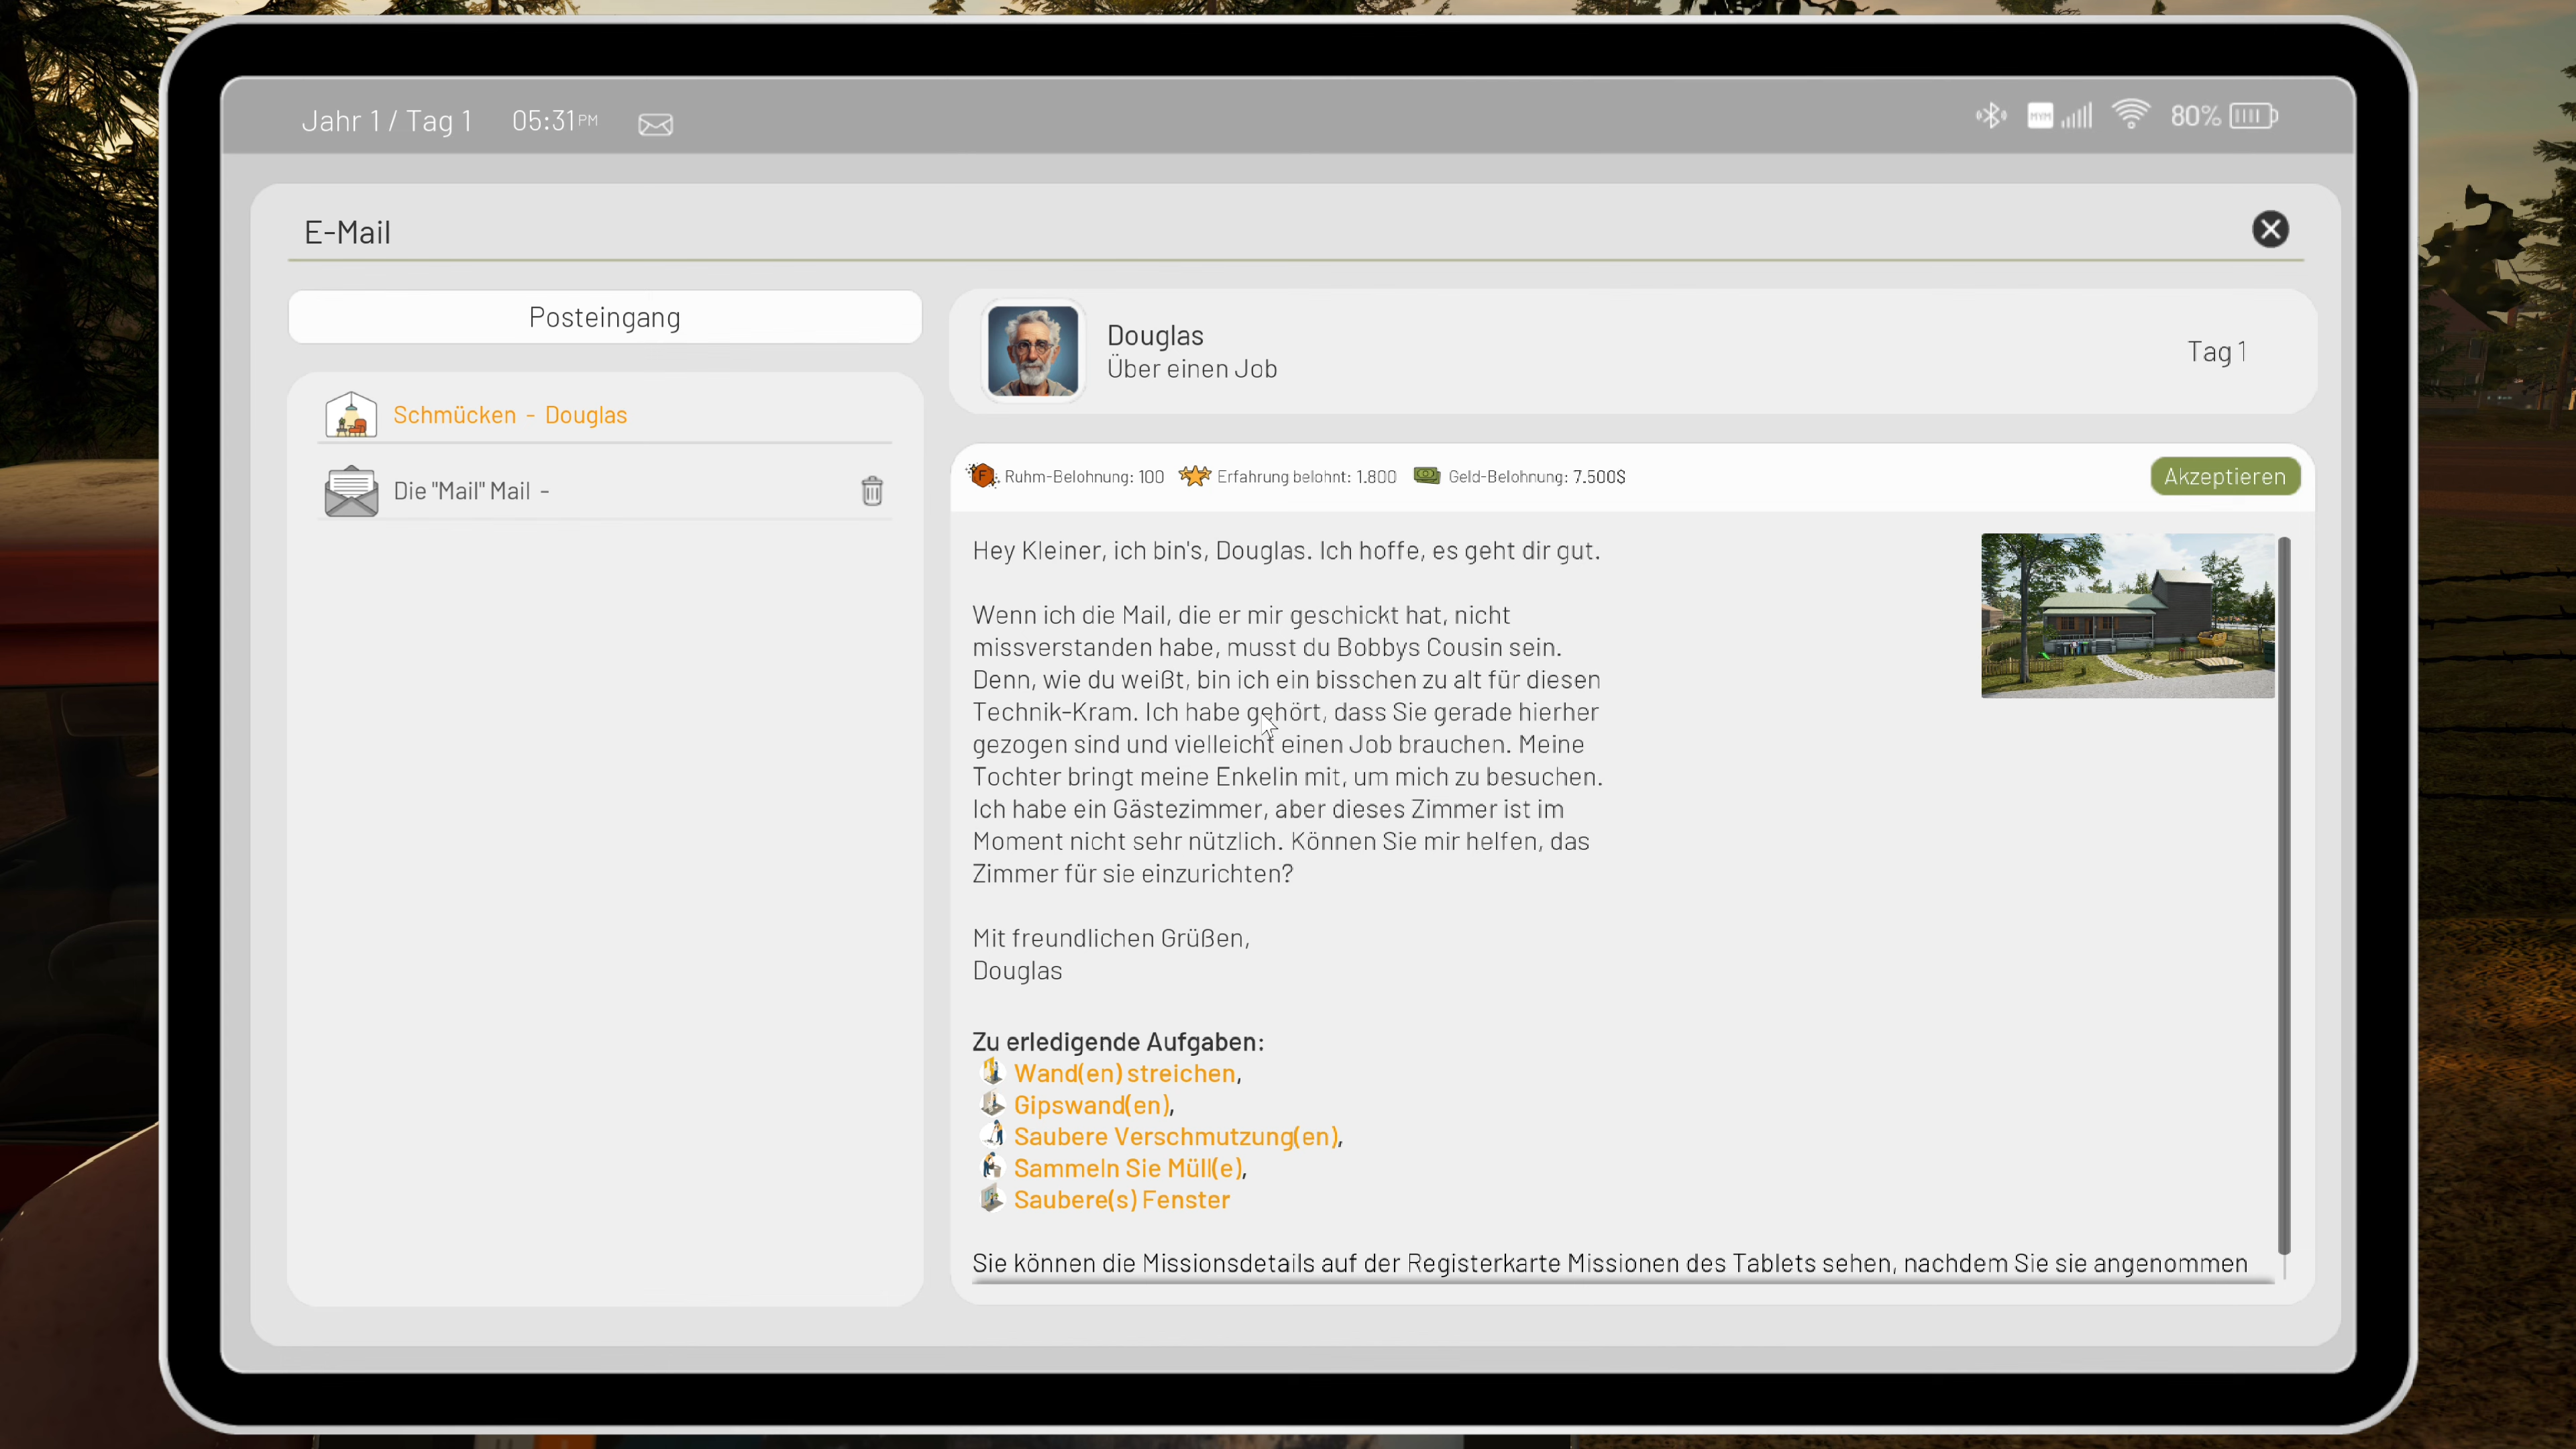 Jahr 1 / Tag 1 05:31 PM
MYM
80%
E-Mail
Posteingang
Schmücken - Douglas
Die "Mail" Mail -
Douglas
Über einen Job
Tag 1
Ruhm-Belohnung: 100 Erfahrung belohnt: 1.800 Geld-Belohnung: 7.500$
Akzeptieren
Hey Kleiner, ich bin's, Douglas. Ich hoffe, es geht dir gut.
Wenn ich die Mail, die er mir geschickt hat, nicht
missverstanden habe, musst du Bobbys Cousin sein.
Denn, wie du weißt, bin ich ein bisschen zu alt für diesen
Technik-Kram. Ich habe gehört, dass Sie gerade hierher
gezogen sind und vielleicht einen Job brauchen. Meine
Tochter bringt meine Enkelin mit, um mich zu besuchen.
Ich habe ein Gästezimmer, aber dieses Zimmer ist im
Moment nicht sehr nützlich. Können Sie mir helfen, das
Zimmer für sie einzurichten?
Mit freundlichen Grüßen,
Douglas
Zu erledigende Aufgaben:
Wand(en) streichen,
Gipswand(en),
Saubere Verschmutzung(en),
Sammeln Sie Müll(e),
Saubere(s) Fenster
Sie können die Missionsdetails auf der Registerkarte Missionen des Tablets sehen, nachdem Sie sie angenommen